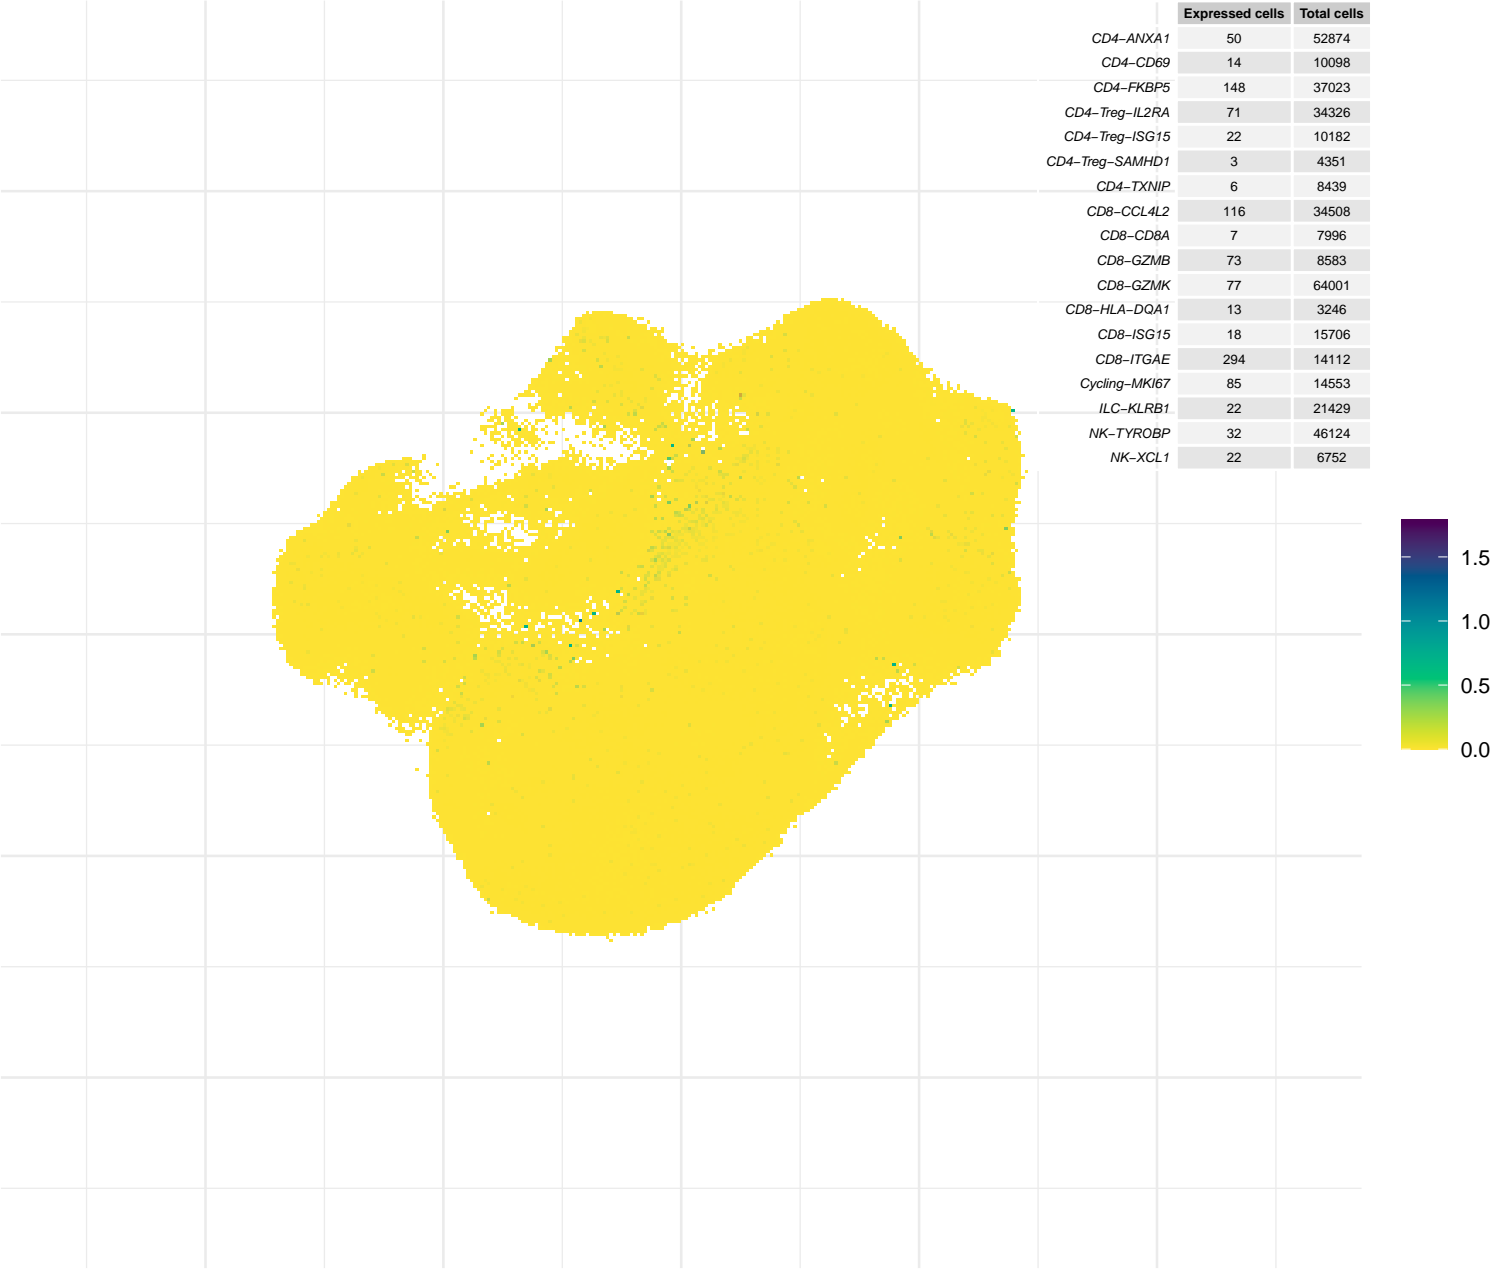 Expressed cells Total cells
CD4−ANXA1 50 52874
CD4−CD69 14 10098
CD4−FKBP5 148 37023
CD4−Treg−IL2RA 71 34326
CD4−Treg−ISG15 22 10182
CD4−Treg−SAMHD1 3 4351
CD4−TXNIP 6 8439
CD8−CCL4L2 116 34508
CD8−CD8A 7 7996
CD8−GZMB 73 8583
CD8−GZMK 77 64001
CD8−HLA−DQA1 13 3246
CD8−ISG15 18 15706
CD8−ITGAE 294 14112
Cycling−MKI67 85 14553
ILC−KLRB1 22 21429
NK−TYROBP 32 46124
NK−XCL1 22 6752
1.5
1.0
0.5
0.0